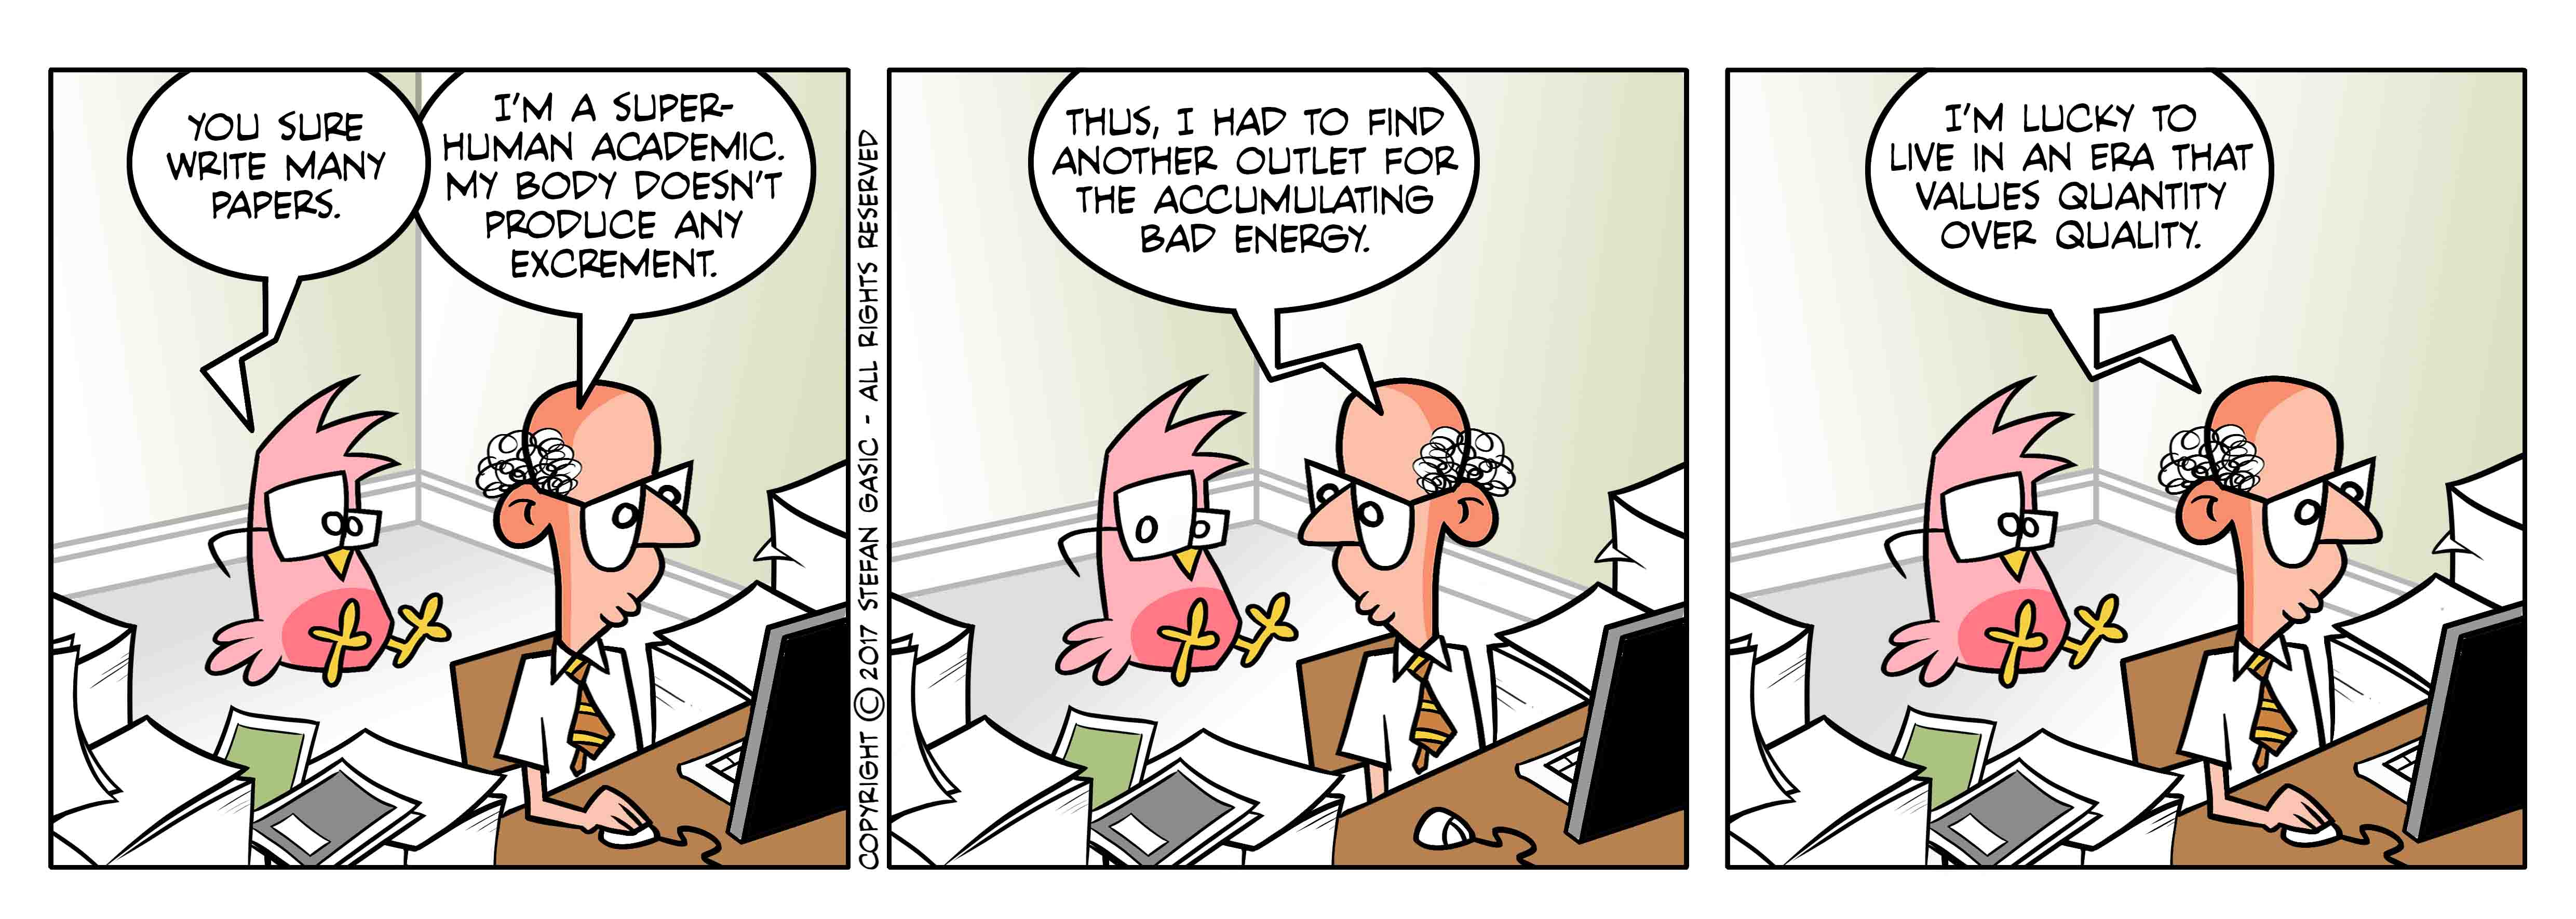 YOU SURE
WRITE MANY
PAPERS.
I'M A SUPER-
HUMAN ACADEMIC.
MY BODY DOESN'T
PRODUCE ANY
EXCREMENT.
COPYRIGHT © 2017 STEFAN GASIC - ALL RIGHTS RESERVED
THUS, I HAD TO FIND
ANOTHER OUTLET FOR
THE ACCUMULATING
BAD ENERGY.
I'M LUCKY TO
LIVE IN AN ERA THAT
VALUES QUANTITY
OVER QUALITY.